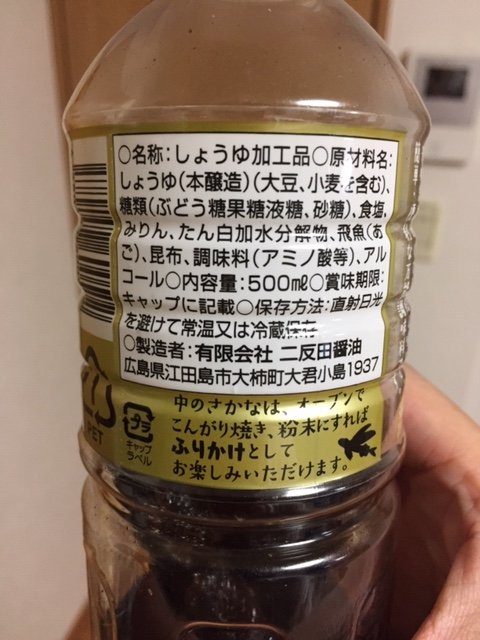 ○名称:しょうゆ加工品○原材料名:
しょうゆ(本醸造)(大豆、小麦を含む)、
糖類(ぶどう糖果糖液糖、砂糖)、食塩、
みりん、たん白加水分解物、飛魚(あ
ご)、昆布、調味料(アミノ酸等)、アル
コール○内容量:500mℓ○賞味期限:
キャップに記載○保存方法:直射日光
を避けて常温又は冷蔵保存
○製造者:有限会社 二反田醤油
広島県江田島市大柿町大君小島1937
中のさかなは、オーブンで
こんがり焼き、粉末にすれば
ふりかけとして
お楽しみいただけます。
PET
プラ
キャップ
ラベル